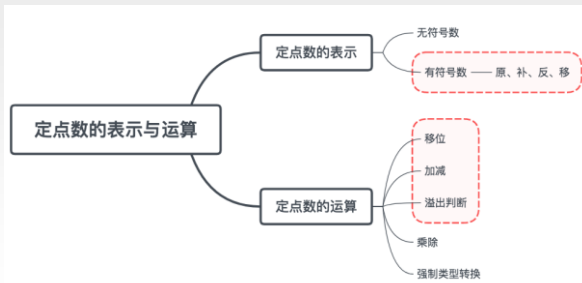 定点数的表示与运算
定点数的表示
无符号数
有符号数 原、补、反、移
定点数的运算
移位
加减
溢出判断
乘除
强制类型转换